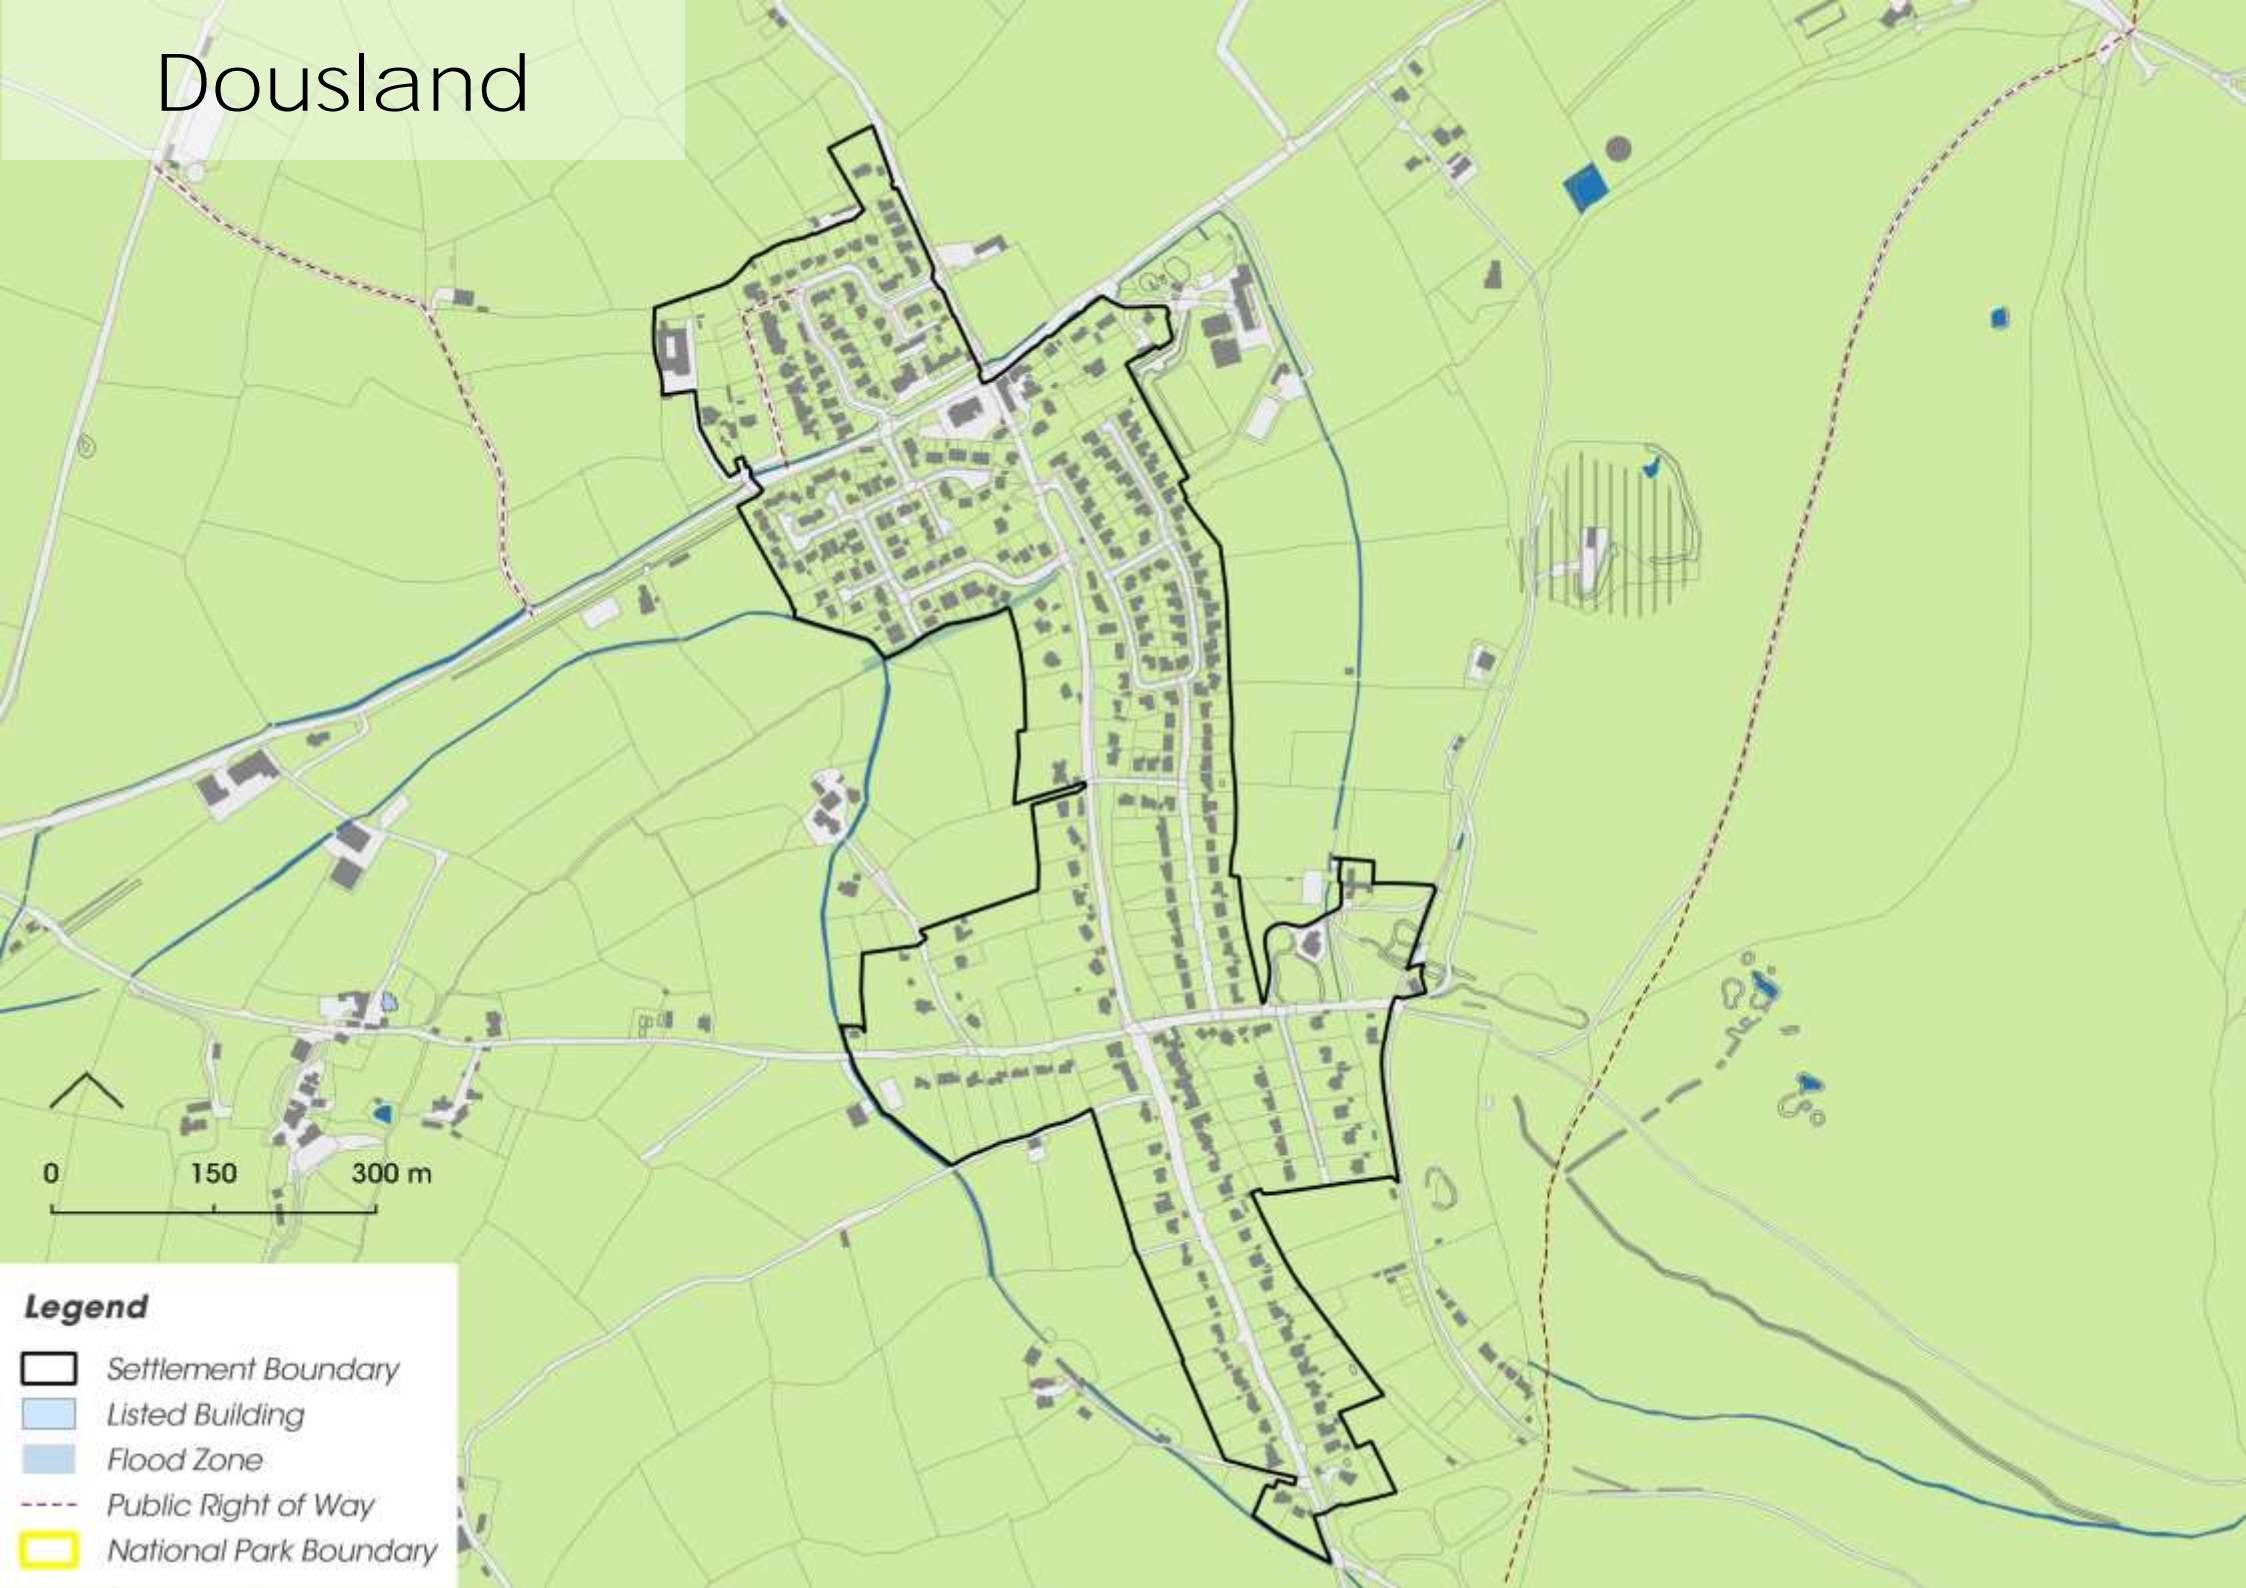 Dousland
0 150 300 m
Legend
Settlement Boundary
Listed Building
Flood Zone
Public Right of Way
National Park Boundary